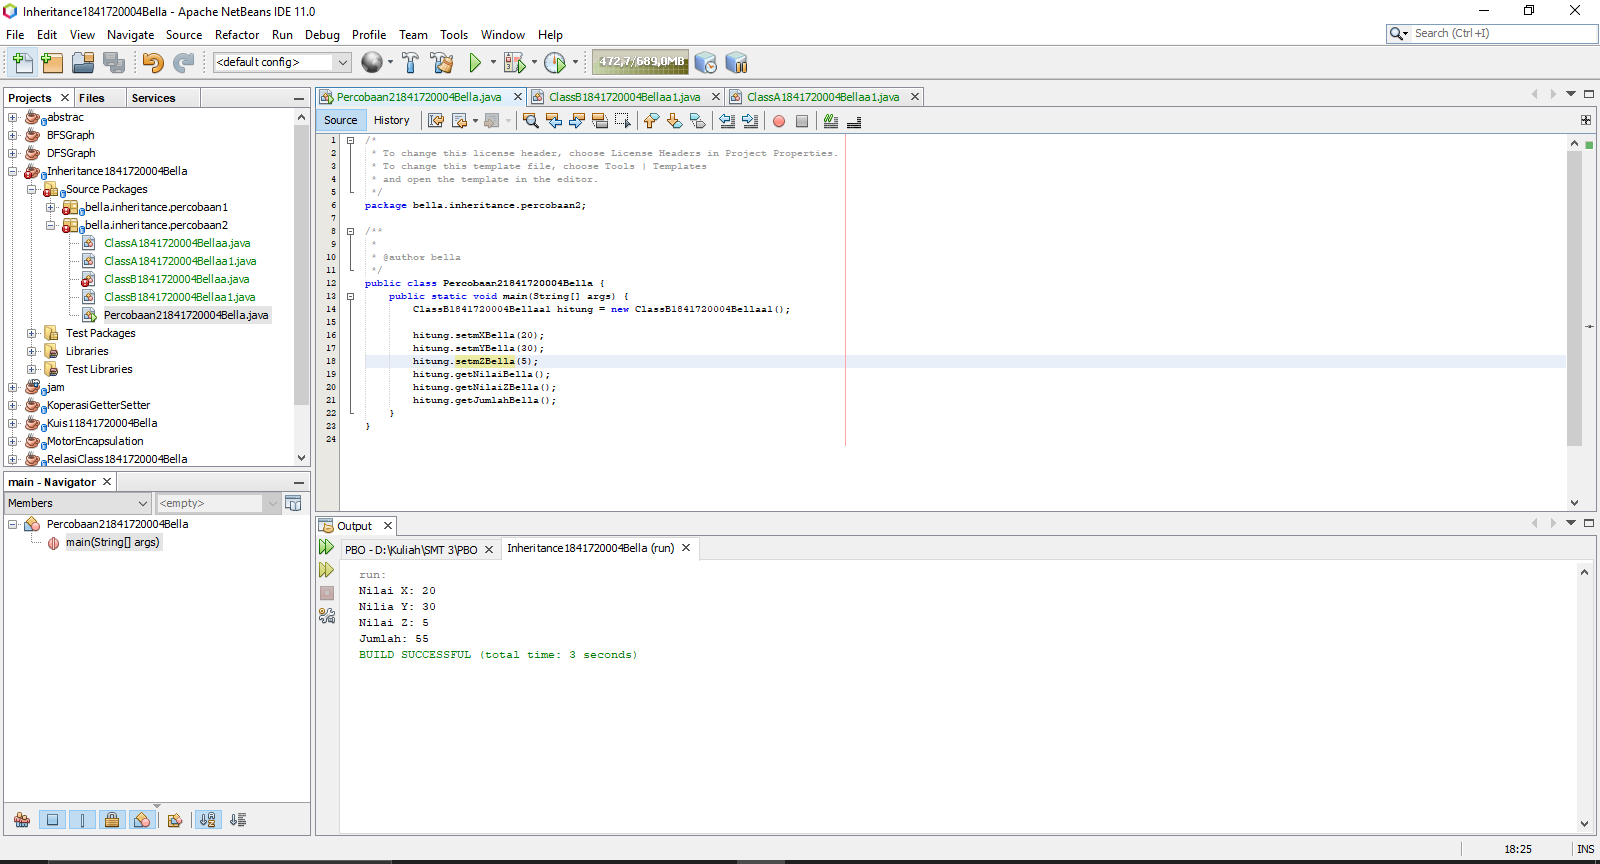 Inheritance1841720004Bella - Apache NetBeans IDE 11.0
File Edit View Navigate Source Refactor Run Debug Profile Team Tools Window Help
Search (Ctrl+I)
<default config>
472,7/689,0MB
Projects Files Services
abstrac
BFSGraph
DFSGraph
Inheritance1841720004Bella
Source Packages
bella.inheritance.percobaan1
bella.inheritance.percobaan2
ClassA1841720004Bellaa.java
ClassA1841720004Bellaa1.java
ClassB1841720004Bellaa.java
ClassB1841720004Bellaa1.java
Percobaan21841720004Bella.java
Test Packages
Libraries
Test Libraries
jam
KoperasiGetterSetter
Kuis11841720004Bella
MotorEncapsulation
RelasiClass1841720004Bella
main - Navigator
Members
<empty>
Percobaan21841720004Bella
main(String[] args)
Percobaan21841720004Bella.java ClassB1841720004Bellaa1.java ClassA1841720004Bellaa1.java
Source History
1 /*
2 * To change this license header, choose License Headers in Project Properties.
3 * To change this template file, choose Tools | Templates
4 * and open the template in the editor.
5 */
6 package bella.inheritance.percobaan2;
7
8 /**
9 *
10 * @author bella
11 */
12 public class Percobaan21841720004Bella {
13 public static void main(String[] args) {
14 ClassB1841720004Bellaa1 hitung = new ClassB1841720004Bellaa1();
15
16 hitung.setmXBella(20);
17 hitung.setmYBella(30);
18 hitung.setmZBella(5);
19 hitung.getNilaiBella();
20 hitung.getNilaiZBella();
21 hitung.getJumlahBella();
22 }
23 }
24
Output
PBO - D:\Kuliah\SMT 3\PBO Inheritance1841720004Bella (run)
run:
Nilai X: 20
Nilia Y: 30
Nilai Z: 5
Jumlah: 55
BUILD SUCCESSFUL (total time: 3 seconds)
18:25 INS